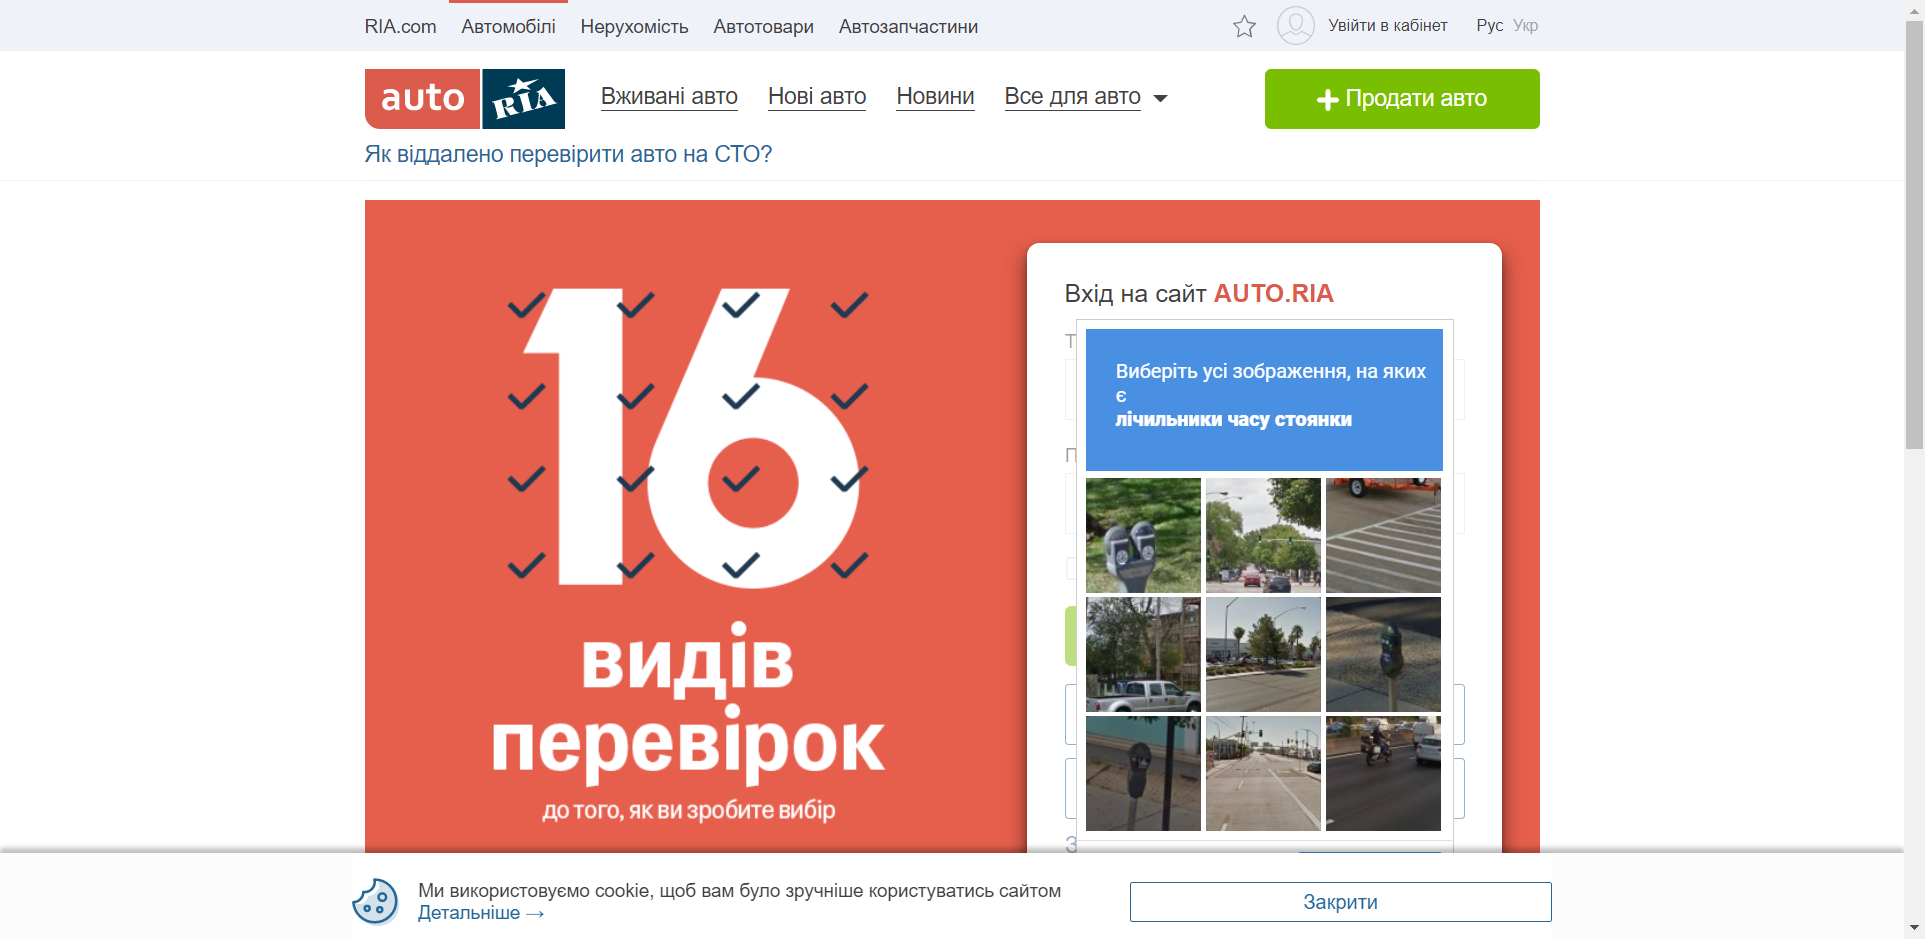 RIA.com Автомобілі Нерухомість Автотовари Автозапчастини Увійти в кабінет Рус Укр
auto RIA Вживані авто Нові авто Новини Все для авто Продати авто
Як віддалено перевірити авто на СТО?
16
видів
перевірок
до того, як ви зробите вибір
Вхід на сайт AUTO.RIA
Виберіть усі зображення, на яких
є
лічильники часу стоянки
Ми використовуємо cookie, щоб вам було зручніше користуватись сайтом
Детальніше →
Закрити